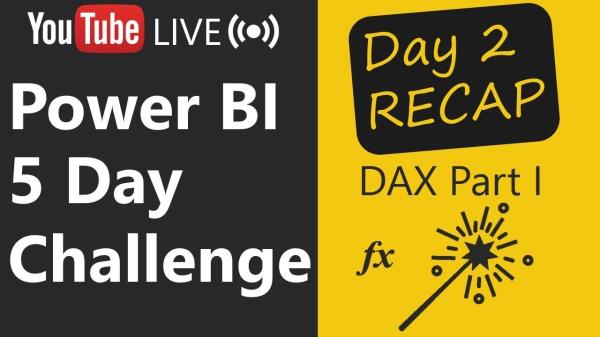 YouTube LIVE
Power BI
5 Day
Challenge
Day 2
RECAP
DAX Part I
fx